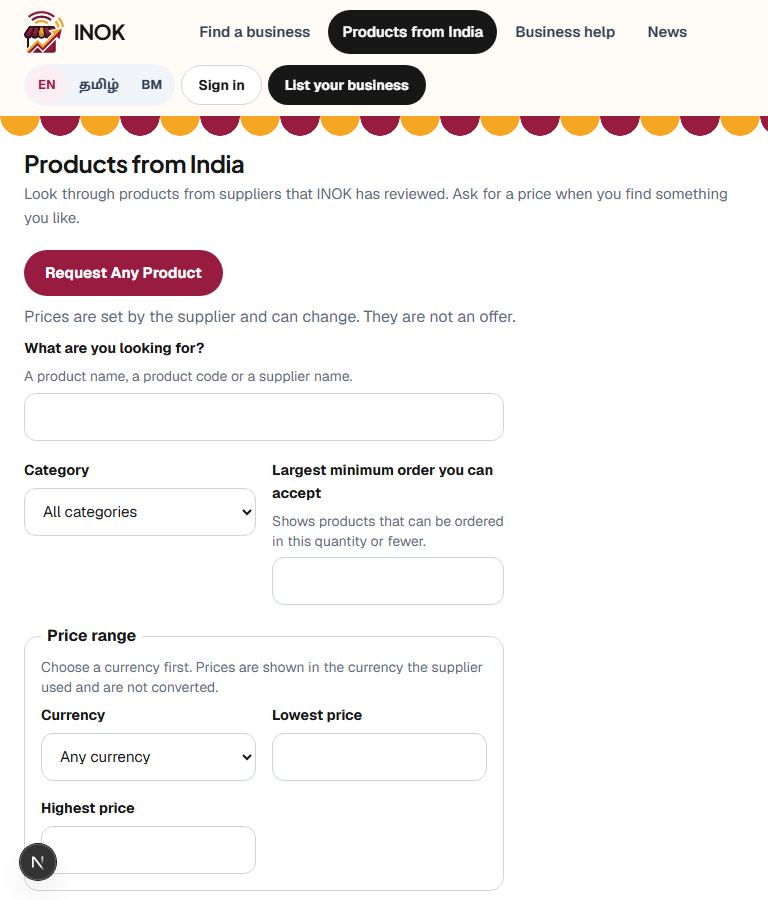 INOK
Find a business
Products from India
Business help
News
EN
தமிழ்
BM
Sign in
List your business
Products from India
Look through products from suppliers that INOK has reviewed. Ask for a price when you find something
you like.
Request Any Product
Prices are set by the supplier and can change. They are not an offer.
What are you looking for?
A product name, a product code or a supplier name.
Category
All categories
Largest minimum order you can
accept
Shows products that can be ordered
in this quantity or fewer.
Price range
Choose a currency first. Prices are shown in the currency the supplier
used and are not converted.
Currency
Any currency
Lowest price
Highest price
N